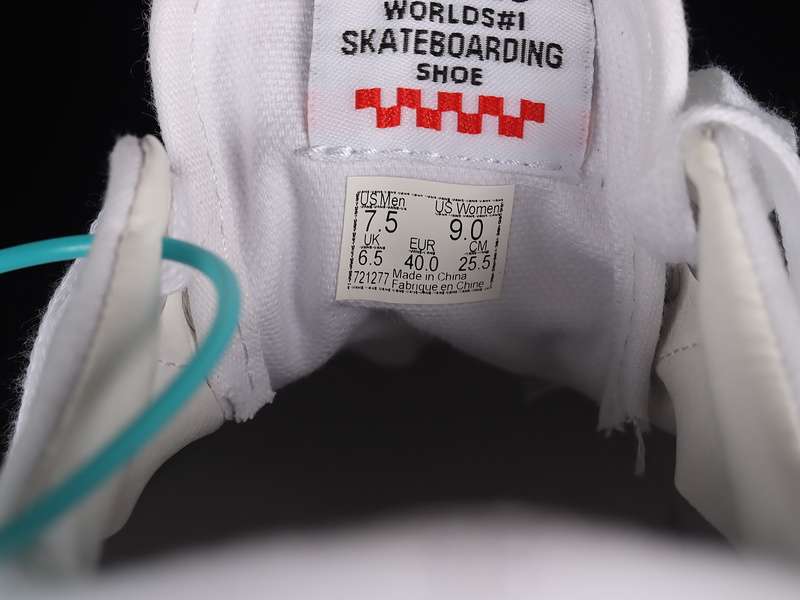 WORLDS#1
SKATEBOARDING
SHOE
US Men US Women
7.5 9.0
UK EUR CM
6.5 40.0 25.5
721277 Made in China
Fabrique en Chine